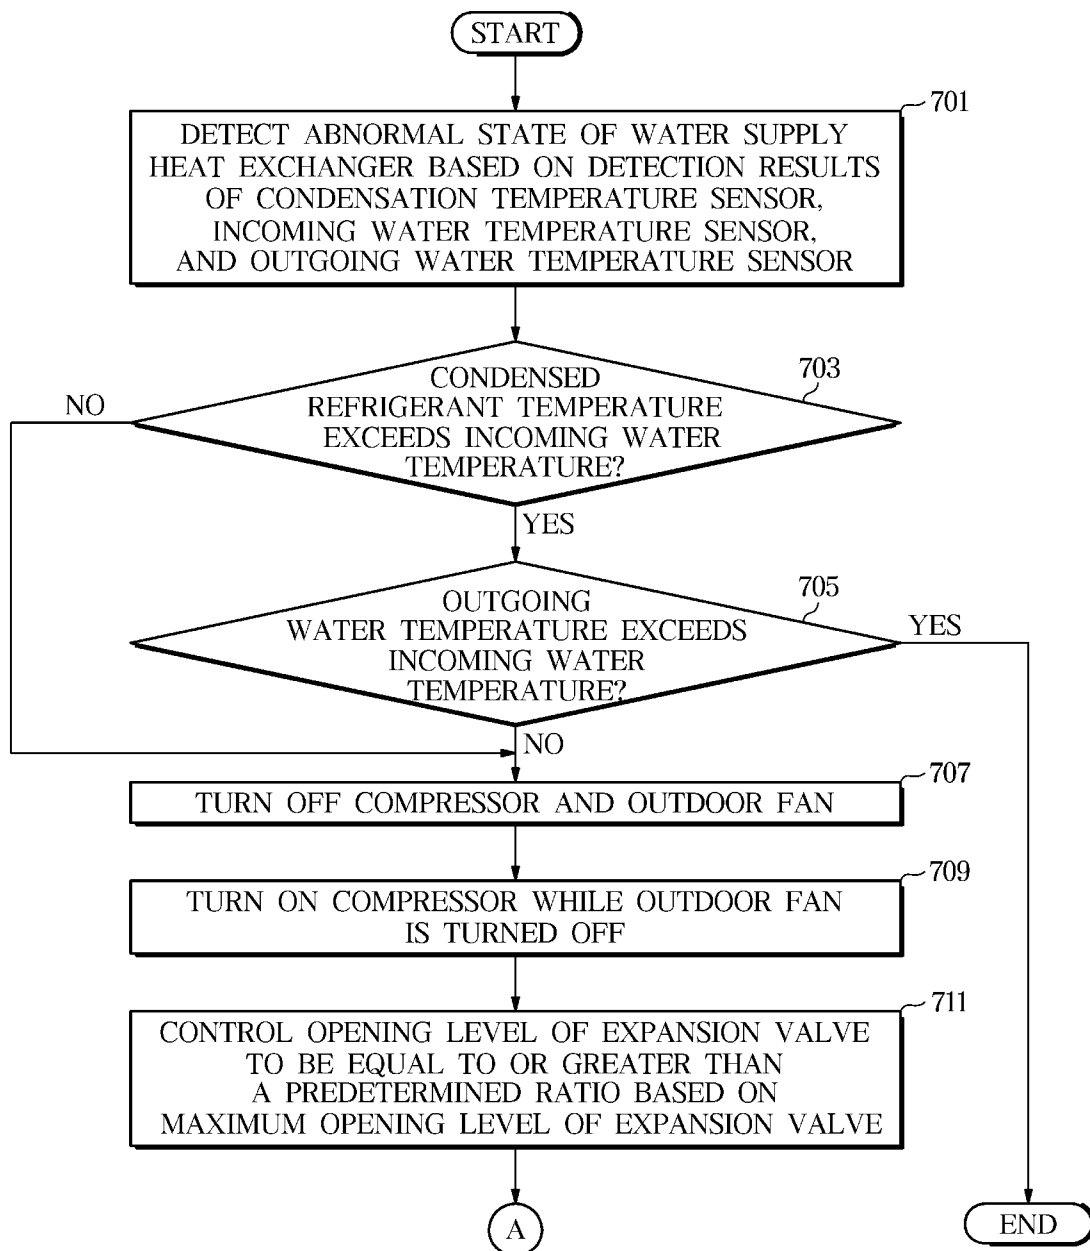 START
701
DETECT ABNORMAL STATE OF WATER SUPPLY
HEAT EXCHANGER BASED ON DETECTION RESULTS
OF CONDENSATION TEMPERATURE SENSOR,
INCOMING WATER TEMPERATURE SENSOR,
AND OUTGOING WATER TEMPERATURE SENSOR
703
NO
CONDENSED
REFRIGERANT TEMPERATURE
EXCEEDS INCOMING WATER
TEMPERATURE?
YES
705
OUTGOING
WATER TEMPERATURE EXCEEDS
INCOMING WATER
TEMPERATURE?
YES
NO
707
TURN OFF COMPRESSOR AND OUTDOOR FAN
709
TURN ON COMPRESSOR WHILE OUTDOOR FAN
IS TURNED OFF
711
CONTROL OPENING LEVEL OF EXPANSION VALVE
TO BE EQUAL TO OR GREATER THAN
A PREDETERMINED RATIO BASED ON
MAXIMUM OPENING LEVEL OF EXPANSION VALVE
A
END